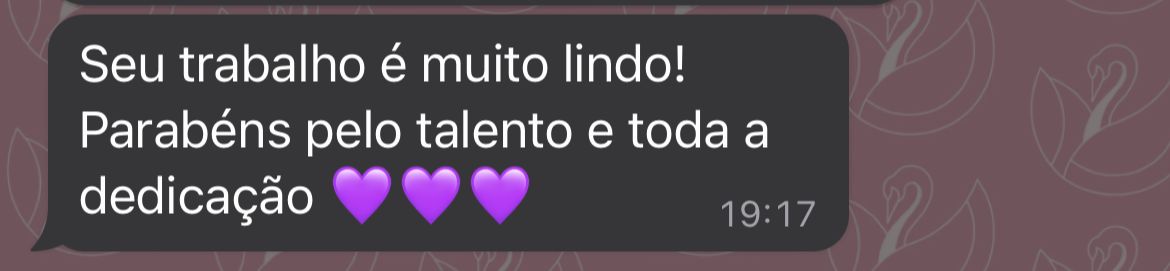 Seu trabalho é muito lindo!
Parabéns pelo talento e toda a
dedicação 💜💜💜
19:17